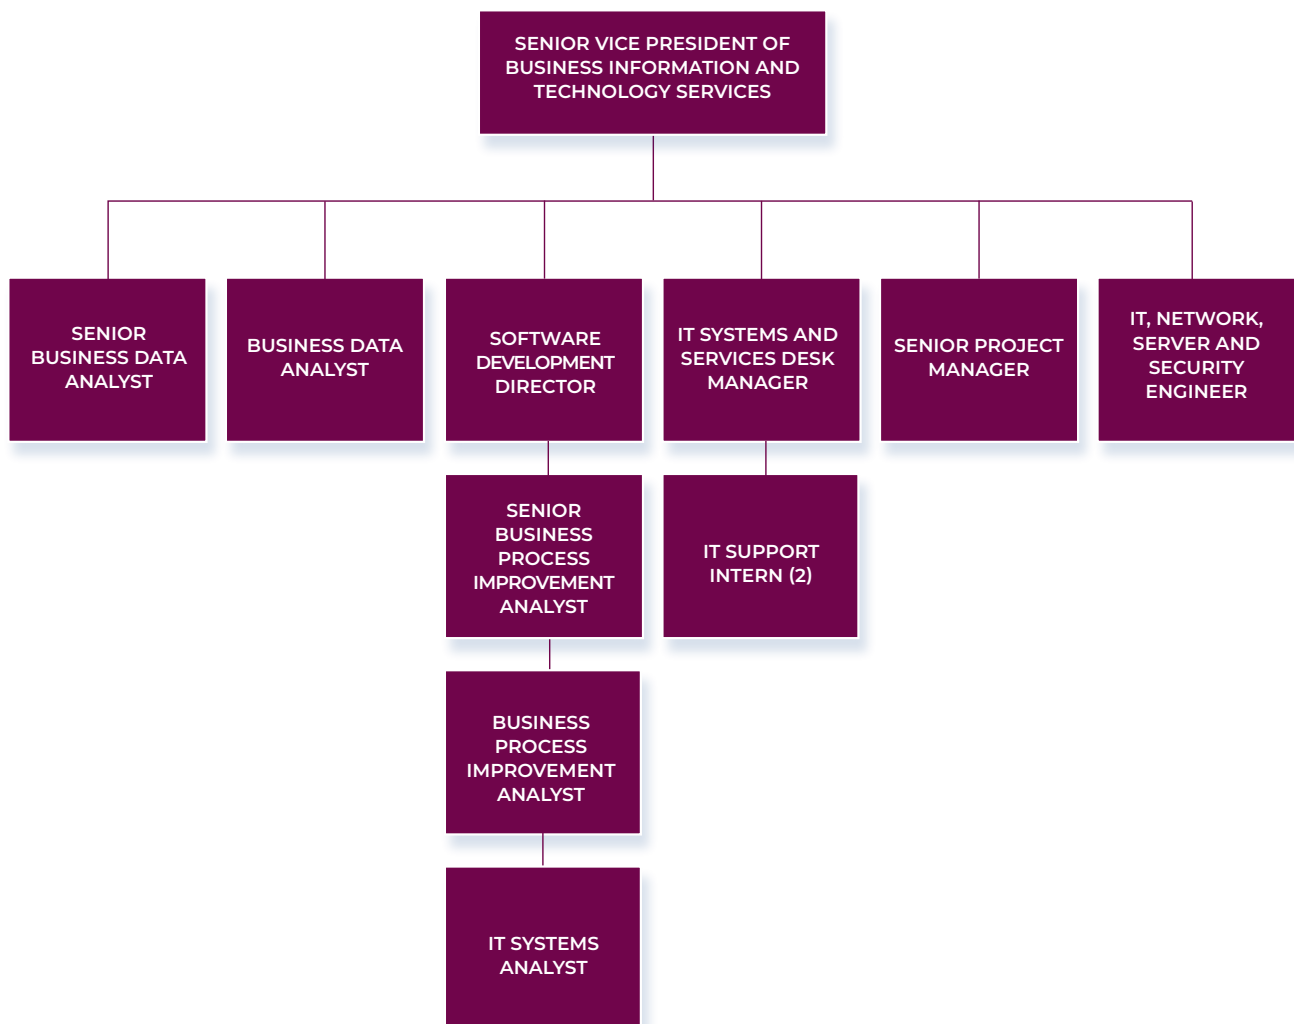 SENIOR VICE PRESIDENT OF
BUSINESS INFORMATION AND
TECHNOLOGY SERVICES
SENIOR
BUSINESS DATA
ANALYST
BUSINESS DATA
ANALYST
SOFTWARE
DEVELOPMENT
DIRECTOR
IT SYSTEMS AND
SERVICES DESK
MANAGER
SENIOR PROJECT
MANAGER
IT, NETWORK,
SERVER AND
SECURITY
ENGINEER
SENIOR
BUSINESS
PROCESS
IMPROVEMENT
ANALYST
IT SUPPORT
INTERN (2)
BUSINESS
PROCESS
IMPROVEMENT
ANALYST
IT SYSTEMS
ANALYST